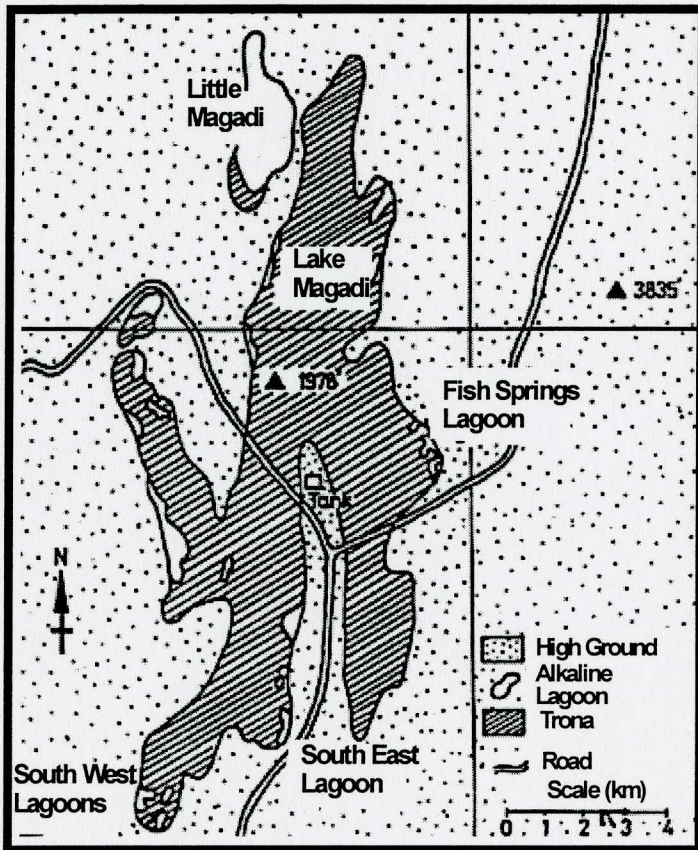 Little
Magadi
Lake
Magadi
3835
1978
Fish Springs
Lagoon
Tank
N
High Ground
Alkaline
Lagoon
Trona
Road
Scale (km)
0 1 2 3 4
South East
Lagoon
South West
Lagoons